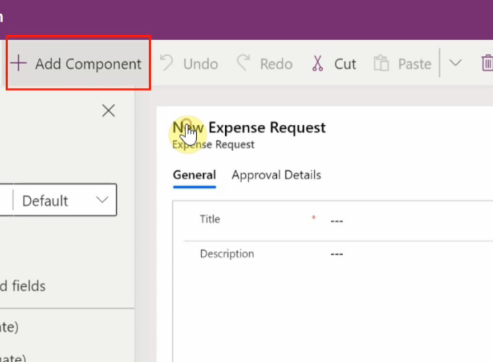 + Add Component Undo Redo Cut Paste
New Expense Request
Expense Request
General Approval Details
Default
Title * ---
Description ---
d fields
ate)